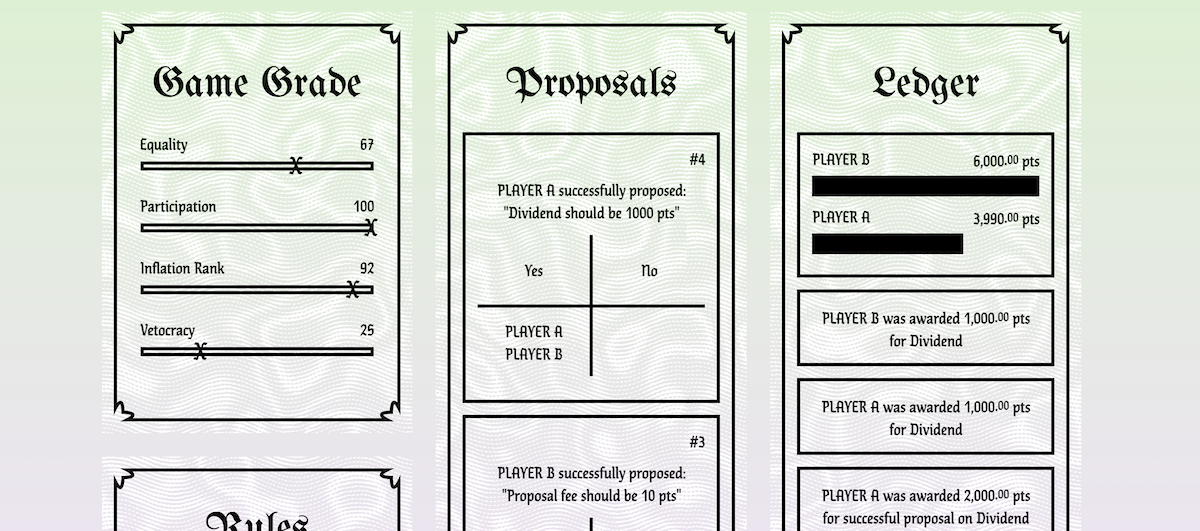 Game Grade
Equality 67
Participation 100
Inflation Rank 92
Vetocracy 25
Rules
Proposals
#4
PLAYER A successfully proposed:
"Dividend should be 1000 pts"
Yes No
PLAYER A
PLAYER B
#3
PLAYER B successfully proposed:
"Proposal fee should be 10 pts"
Ledger
PLAYER B 6,000.00 pts
PLAYER A 3,990.00 pts
PLAYER B was awarded 1,000.00 pts
for Dividend
PLAYER A was awarded 1,000.00 pts
for Dividend
PLAYER A was awarded 2,000.00 pts
for successful proposal on Dividend